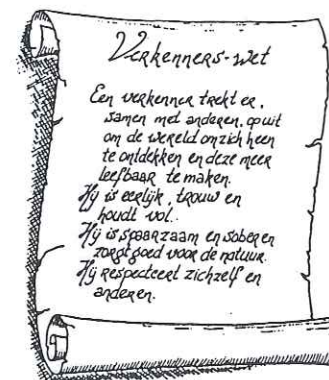 Verkenners-wet
Een verkenner trekt er,
samen met anderen, op uit
om de wereld om zich heen
te ontdekken en deze meer
leefbaar te maken.
Hij is eerlijk, trouw en
houdt vol.
Hij is spaarzaam en sober en
zorgt goed voor de natuur.
Hij respecteert zichzelf en
anderen.